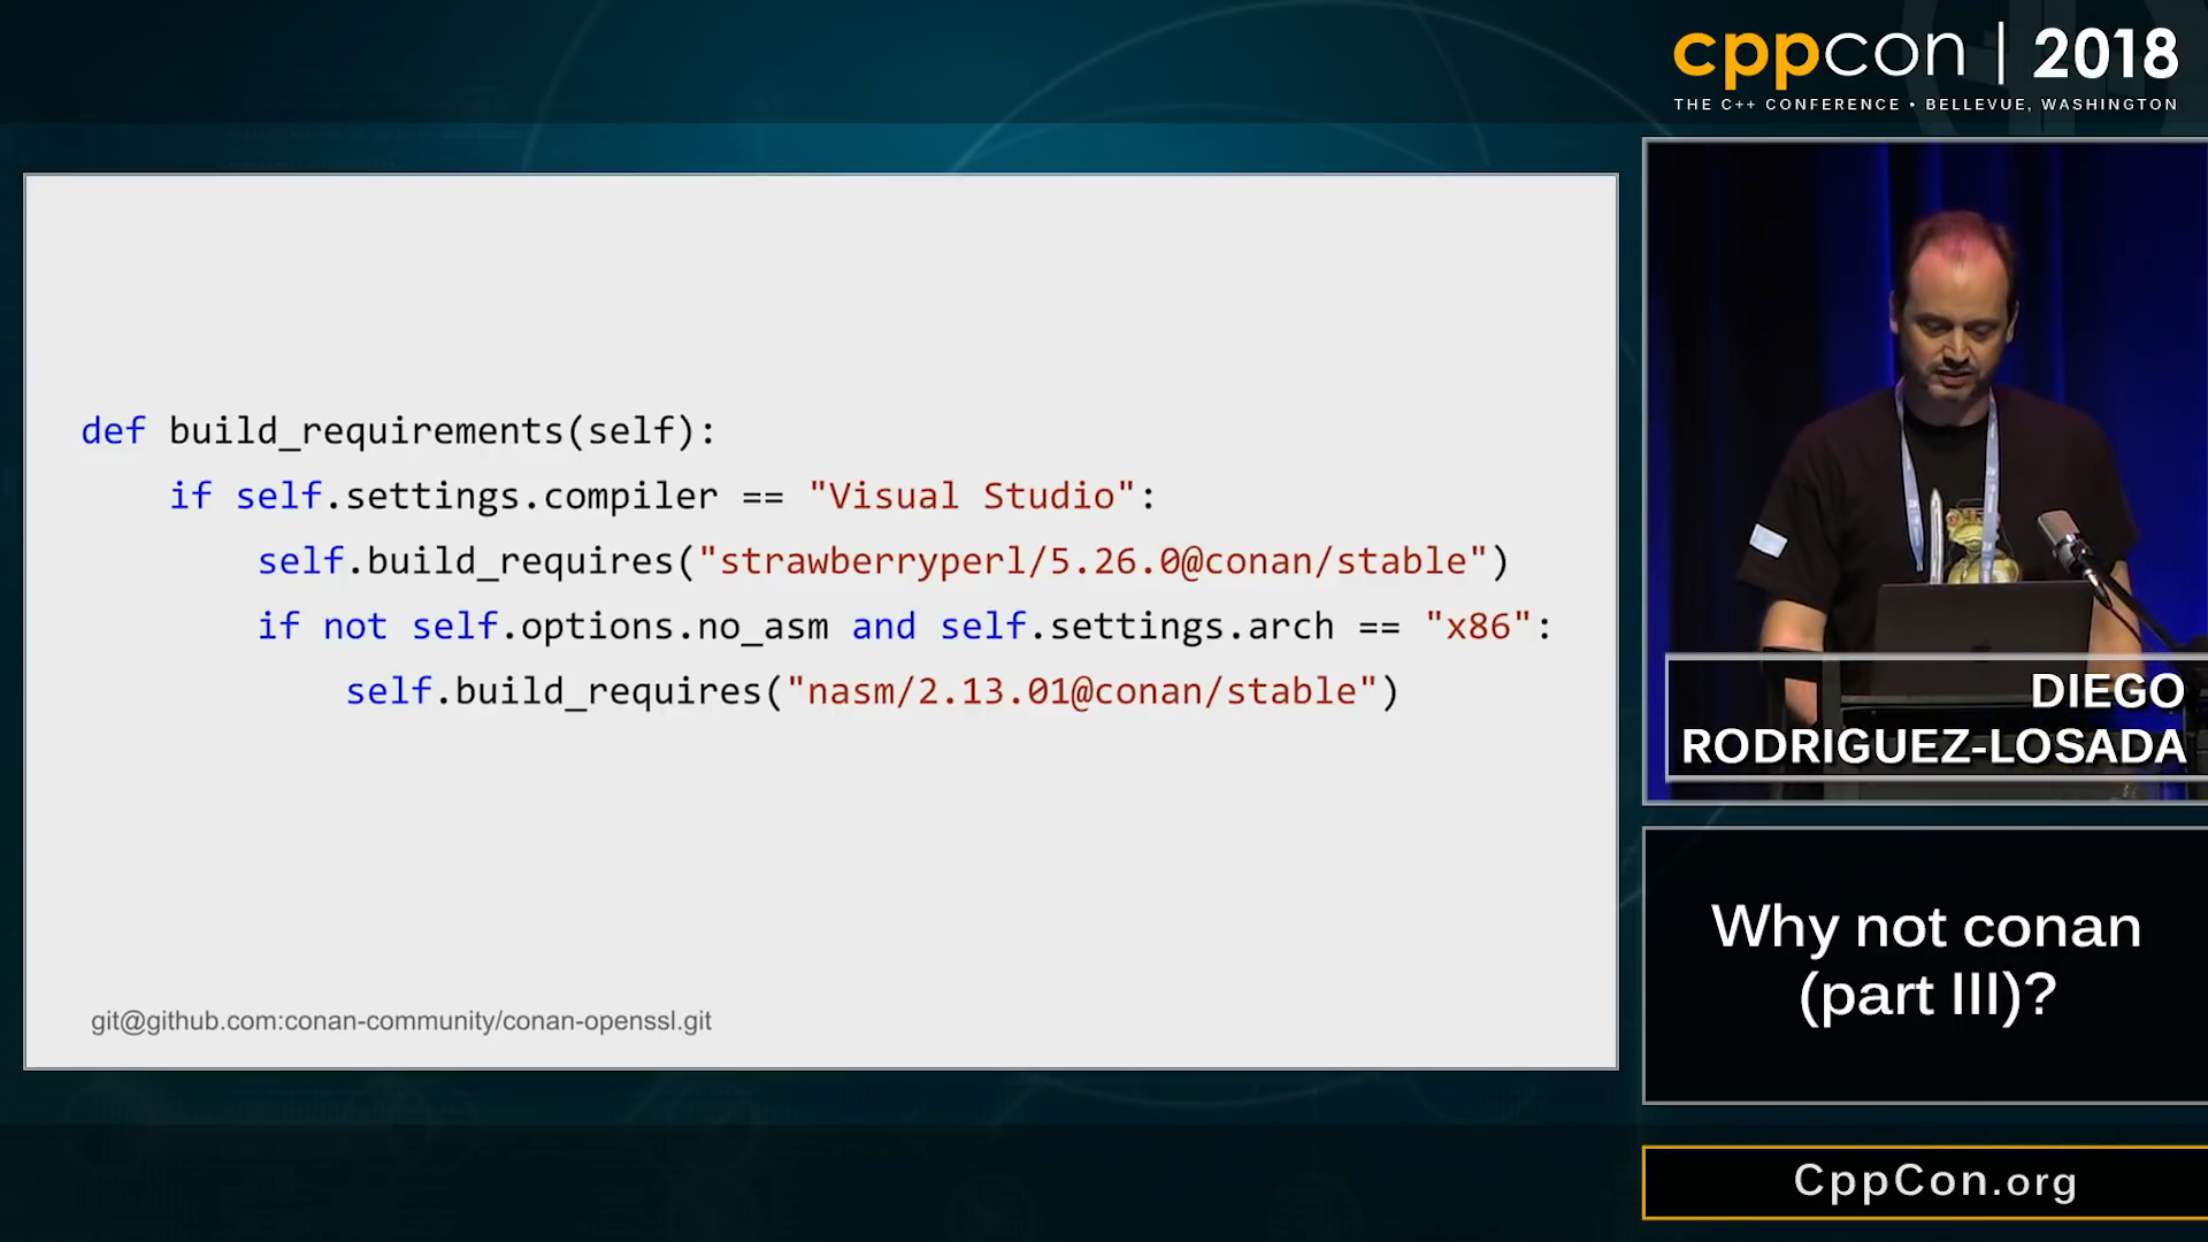 cppcon | 2018
THE C++ CONFERENCE • BELLEVUE, WASHINGTON
def build_requirements(self):
    if self.settings.compiler == "Visual Studio":
        self.build_requires("strawberryperl/5.26.0@conan/stable")
        if not self.options.no_asm and self.settings.arch == "x86":
            self.build_requires("nasm/2.13.01@conan/stable")
git@github.com:conan-community/conan-openssl.git
DIEGO
RODRIGUEZ-LOSADA
Why not conan
(part III)?
CppCon.org